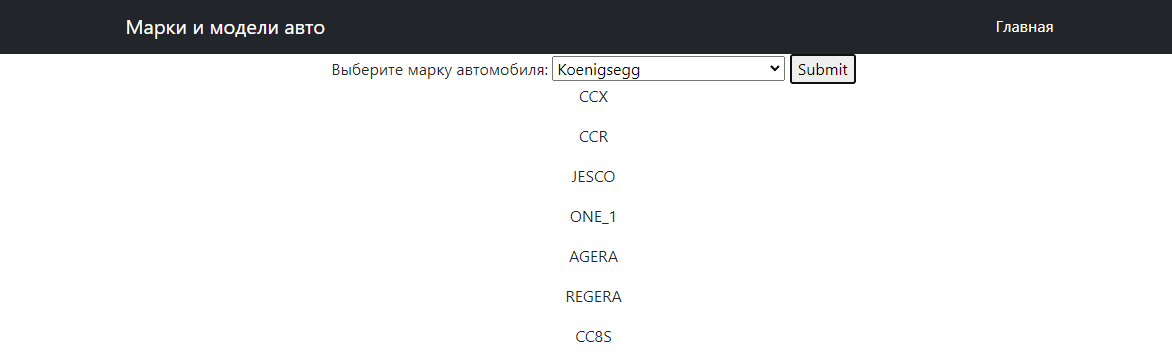 Марки и модели авто Главная
Выберите марку автомобиля: Koenigsegg Submit
CCX
CCR
JESCO
ONE_1
AGERA
REGERA
CC8S